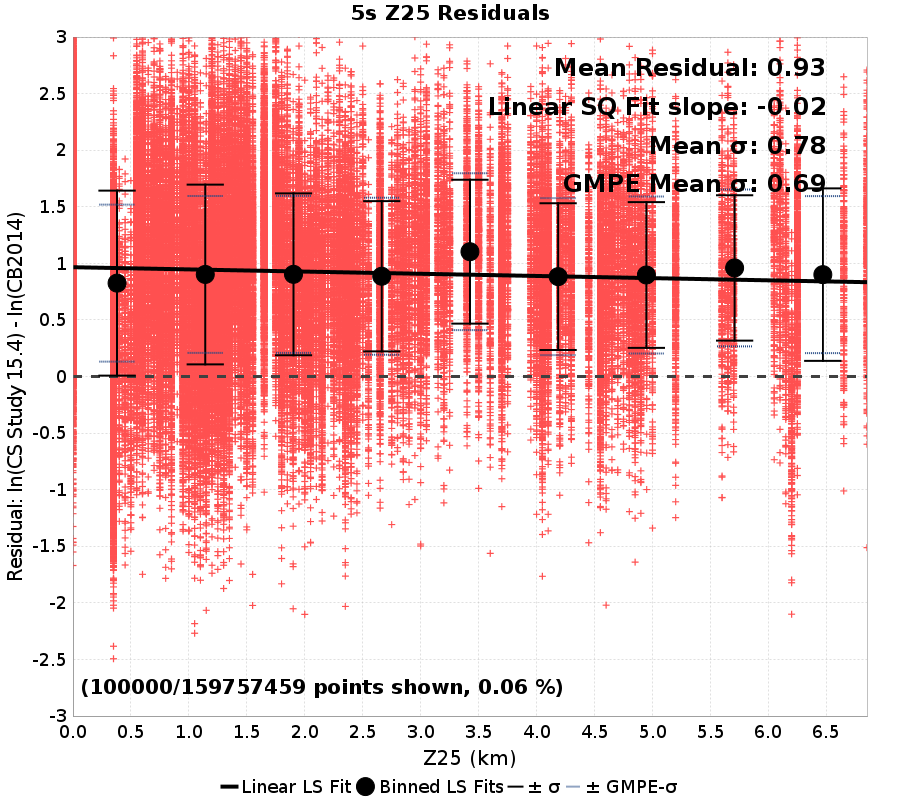 5s Z25 Residuals
Mean Residual: 0.93
Linear SQ Fit slope: -0.02
Mean σ: 0.78
GMPE Mean σ: 0.69
Residual: ln(CS Study 15.4) - ln(CB2014)
3
2.5
2
1.5
1
0.5
0
-0.5
-1
-1.5
-2
-2.5
-3
(100000/159757459 points shown, 0.06 %)
0.0 0.5 1.0 1.5 2.0 2.5 3.0 3.5 4.0 4.5 5.0 5.5 6.0 6.5
Z25 (km)
Linear LS Fit Binned LS Fits ± σ ± GMPE-σ